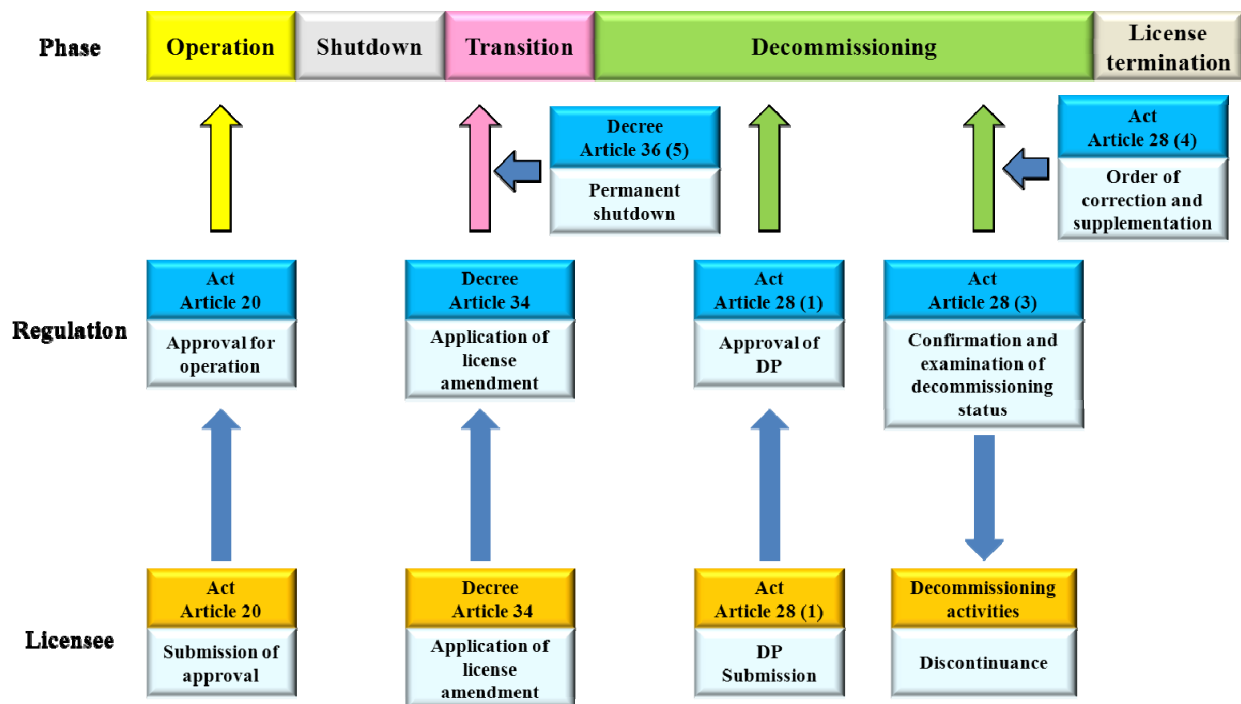 Phase
Operation
Shutdown
Transition
Decommissioning
License
termination
Decree
Article 36 (5)
Permanent
shutdown
Act
Article 28 (4)
Order of
correction and
supplementation
Regulation
Act
Article 20
Approval for
operation
Decree
Article 34
Application of
license
amendment
Act
Article 28 (1)
Approval of
DP
Act
Article 28 (3)
Confirmation and
examination of
decommissioning
status
Licensee
Act
Article 20
Submission of
approval
Decree
Article 34
Application of
license
amendment
Act
Article 28 (1)
DP
Submission
Decommissioning
activities
Discontinuance